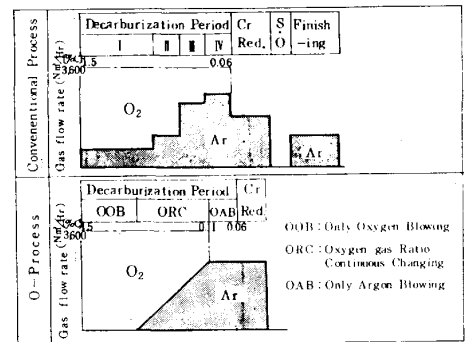 Convenentional Process
Gas flow rate (Nm³/Hr)
Decarburization Period
Cr
Red.
S.O
Finish
-ing
I
II
III
IV
(%C)
1.5
0.06
3,600
O₂
Ar
Ar
O-Process
Gas flow rate (Nm³/Hr)
Decarburization Period
Cr
Red
OOB
ORC
OAB
(%C)
1.5
0.1
0.06
3,600
O₂
Ar
OOB : Only Oxygen Blowing
ORC : Oxygen gas Ratio
Continuous Changing
OAB : Only Argon Blowing